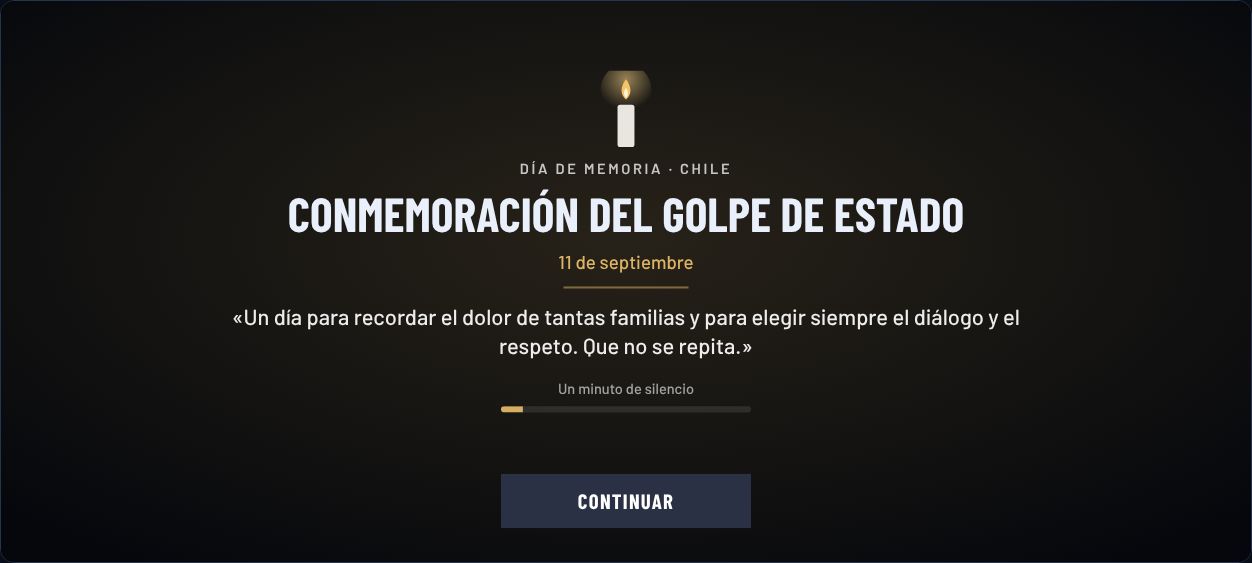 DÍA DE MEMORIA · CHILE
CONMEMORACIÓN DEL GOLPE DE ESTADO
11 de septiembre
«Un día para recordar el dolor de tantas familias y para elegir siempre el diálogo y el
respeto. Que no se repita.»
Un minuto de silencio
CONTINUAR